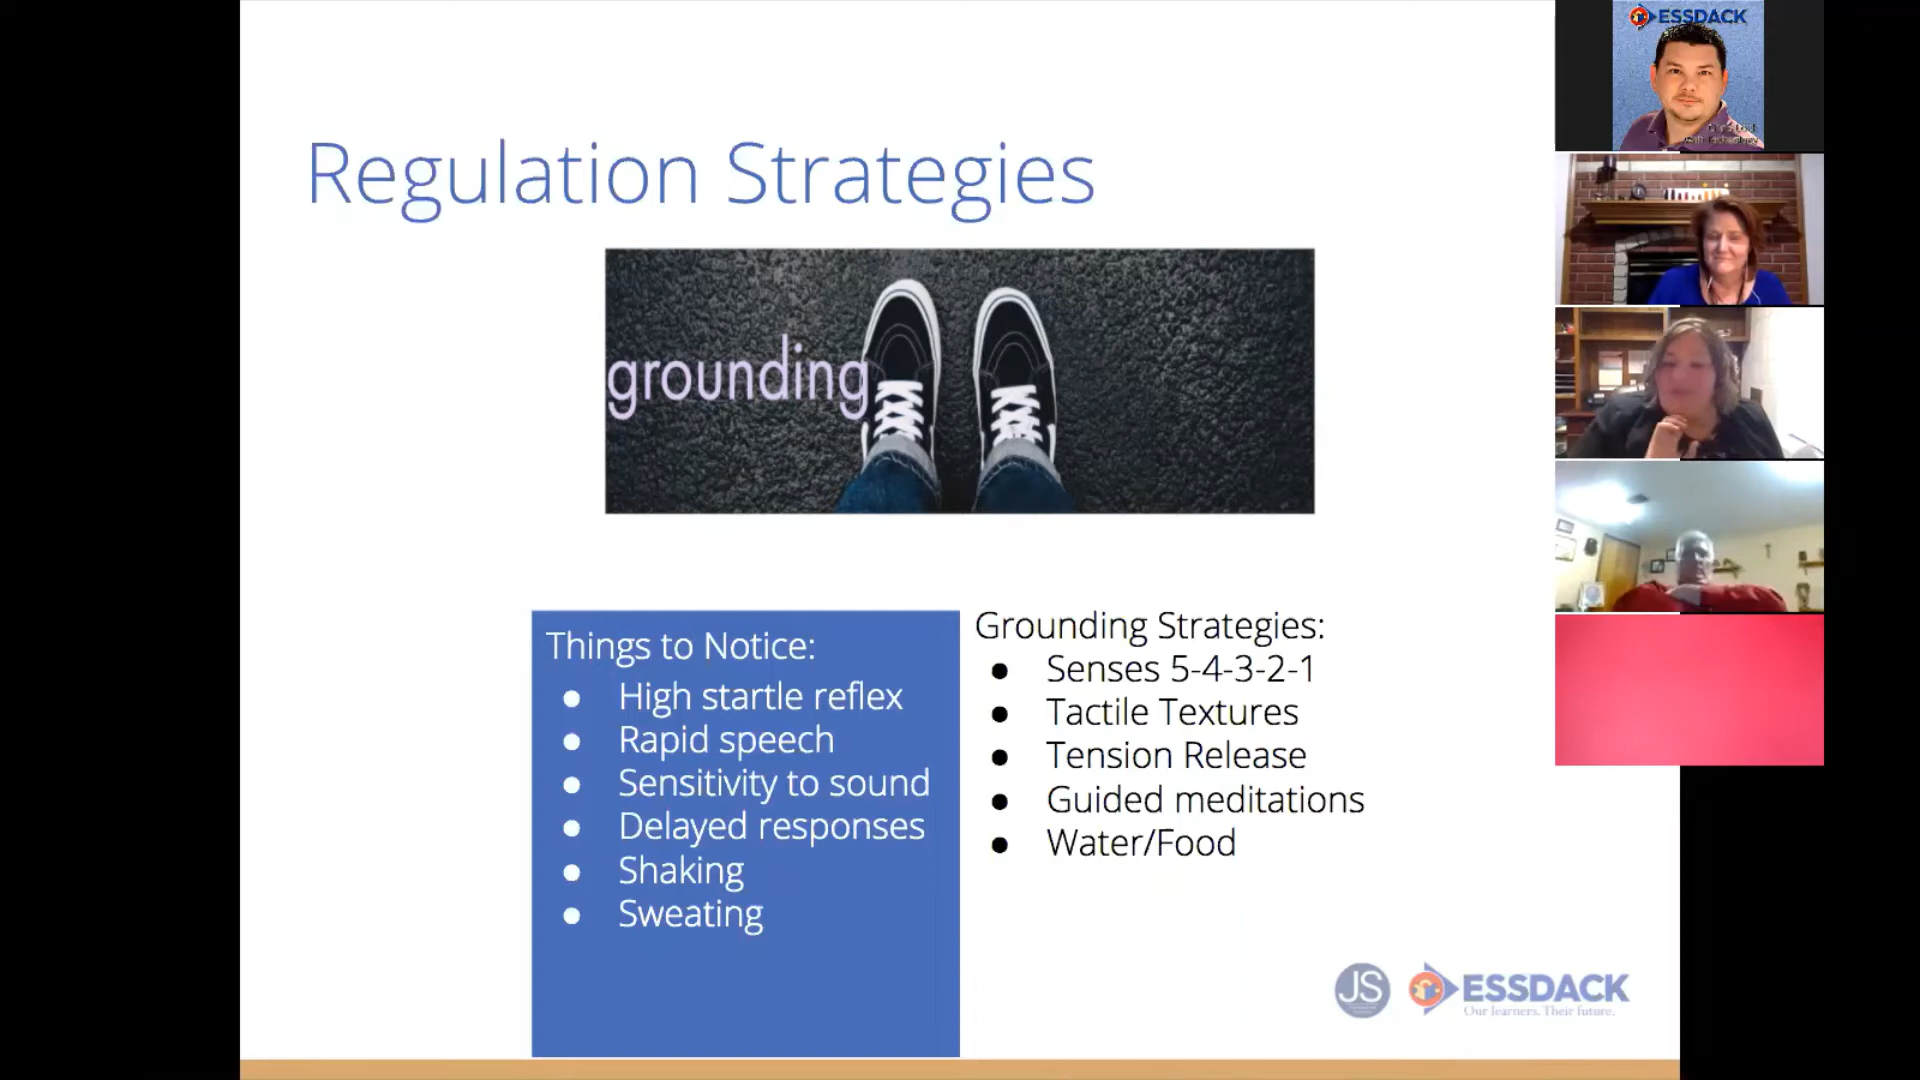 ESSDACK
Regulation Strategies
grounding
Things to Notice:
● High startle reflex
● Rapid speech
● Sensitivity to sound
● Delayed responses
● Shaking
● Sweating
Grounding Strategies:
● Senses 5-4-3-2-1
● Tactile Textures
● Tension Release
● Guided meditations
● Water/Food
JS
ESSDACK
Our learners. Their future.